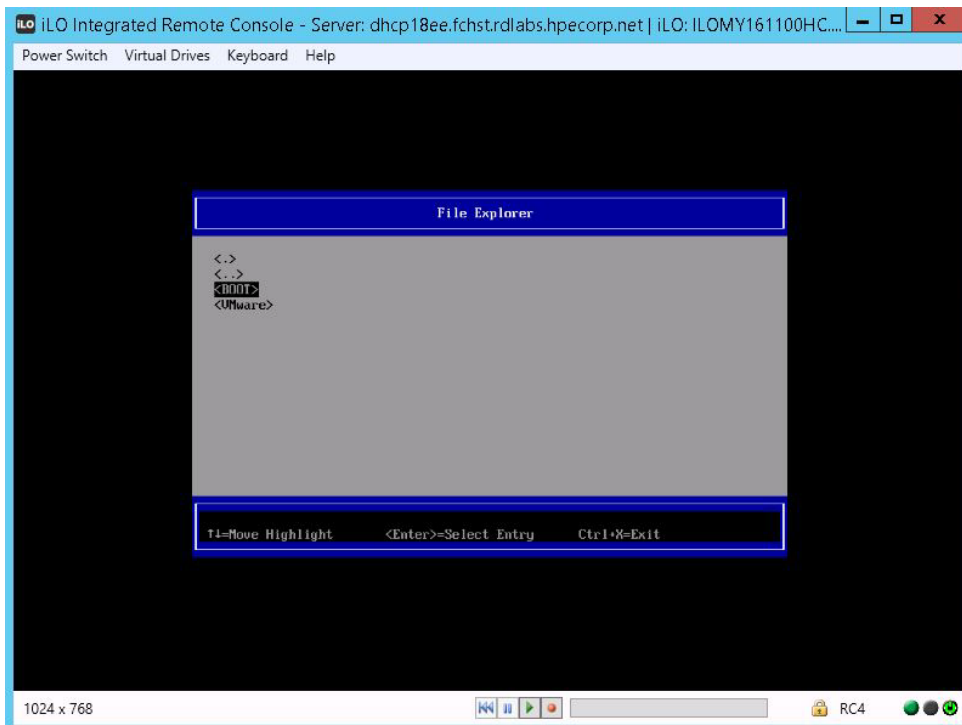 iLO iLO Integrated Remote Console - Server: dhcp18ee.fchst.rdlabs.hpecorp.net | iLO: ILOMY161100HC....
Power Switch Virtual Drives Keyboard Help
File Explorer
<.>
<..>
<BOOT>
<VMware>
↑↓=Move Highlight <Enter>=Select Entry Ctrl+X=Exit
1024 x 768 RC4